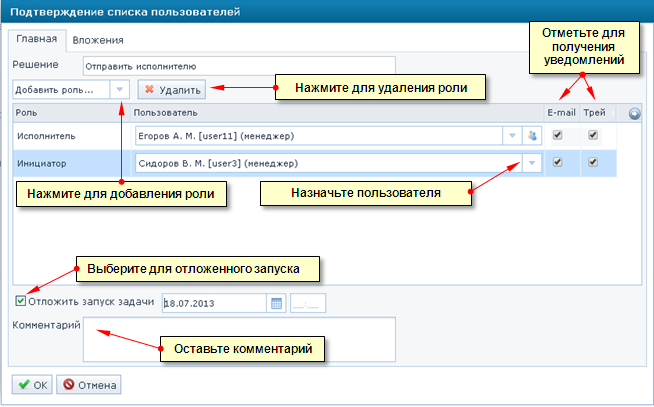 Подтверждение списка пользователей
Главная
Вложения
Отметьте для
получения
уведомлений
Решение
Отправить исполнителю
Добавить роль...
Удалить
Нажмите для удаления роли
Роль
Пользователь
E-mail
Трей
Исполнитель
Егоров А. М. [user11] (менеджер)
Инициатор
Сидоров В. М. [user3] (менеджер)
Нажмите для добавления роли
Назначьте пользователя
Выберите для отложенного запуска
Отложить запуск задачи
18.07.2013
__:__
Комментарий
Оставьте комментарий
OK
Отмена